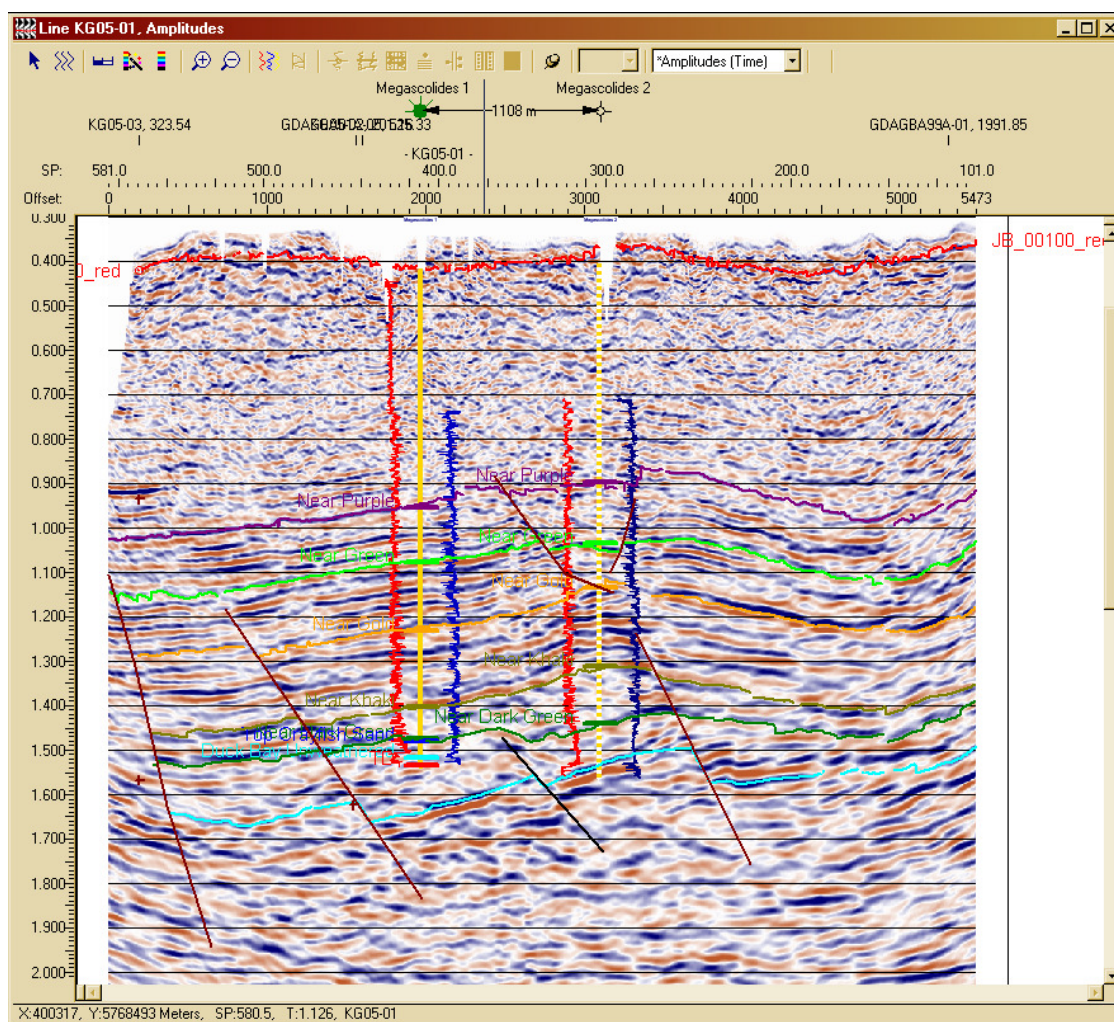 Line KG05-01, Amplitudes
*Amplitudes (Time)
Megascolides 1
Megascolides 2
1108 m
KG05-03, 323.54
GDAGBA99A-01, 1991.85
- KG05-01 -
SP: 581.0 500.0 400.0 300.0 200.0 101.0
Offset: 0 1000 2000 3000 4000 5000 5473
0.300
JB_00100_re
0_red
0.400
0.500
0.600
0.700
0.800
Near Purple
Near Purple
0.900
1.000
Near Green
Near Green
1.100
Near Gold
1.200
Near Gold
1.300
Near Khaki
Near Khak
1.400
Near Dark Green
Top Crayfish Sand
1.500
1.600
1.700
1.800
1.900
2.000
X:400317, Y:5768493 Meters, SP:580.5, T:1.126, KG05-01